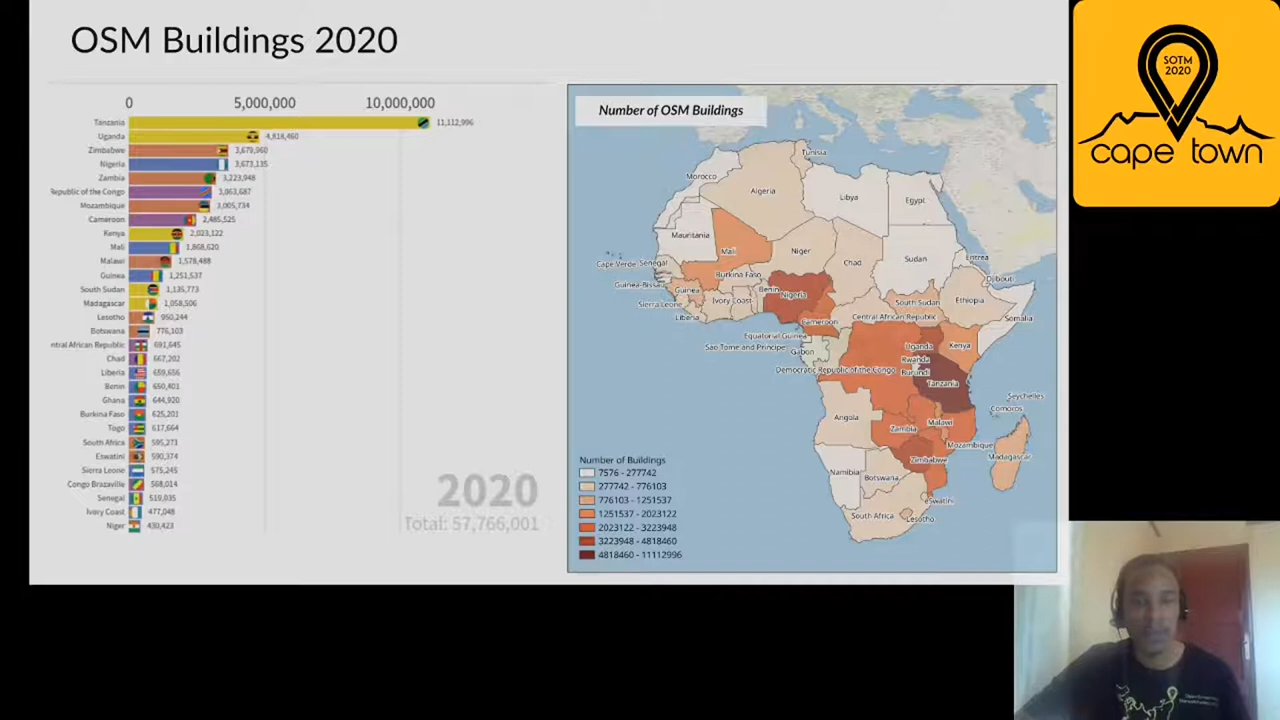 OSM Buildings 2020
0 5,000,000 10,000,000
Tanzania 11,112,996
Uganda 4,818,460
Zimbabwe 3,679,960
Nigeria 3,673,135
Zambia 3,223,948
Republic of the Congo 3,063,687
Mozambique 3,005,734
Cameroon 2,485,525
Kenya 2,023,122
Mali 1,868,620
Malawi 1,578,488
Guinea 1,251,537
South Sudan 1,135,773
Madagascar 1,058,506
Lesotho 950,244
Botswana 776,103
ntral African Republic 691,645
Chad 667,202
Liberia 659,656
Benin 650,401
Ghana 644,920
Burkina Faso 625,201
Togo 617,664
South Africa 595,271
Eswatini 590,374
Sierra Leone 575,245
Congo Brazaville 568,014
Senegal 519,035
Ivory Coast 477,048
Niger 430,423
2020
Total: 57,766,001
Number of OSM Buildings
Tunisia
Morocco
Algeria
Libya
Egypt
Mauritania
Mali
Niger
Chad
Sudan
Eritrea
Cape Verde
Senegal
Burkina Faso
Djibouti
Guinea-Bissau
Guinea
Benin
Nigeria
South Sudan
Ethiopia
Sierra Leone
Ivory Coast
Liberia
Cameroon
Central African Republic
Somalia
Equatorial Guinea
Sao Tome and Principe
Gabon
Uganda
Kenya
Rwanda
Democratic Republic of the Congo
Burundi
Tanzania
Seychelles
Comoros
Angola
Zambia
Malawi
Mozambique
Madagascar
Zimbabwe
Namibia
Botswana
eSwatini
South Africa
Lesotho
Number of Buildings
7576 - 277742
277742 - 776103
776103 - 1251537
1251537 - 2023122
2023122 - 3223948
3223948 - 4818460
4818460 - 11112996
SOTM
2020
cape town